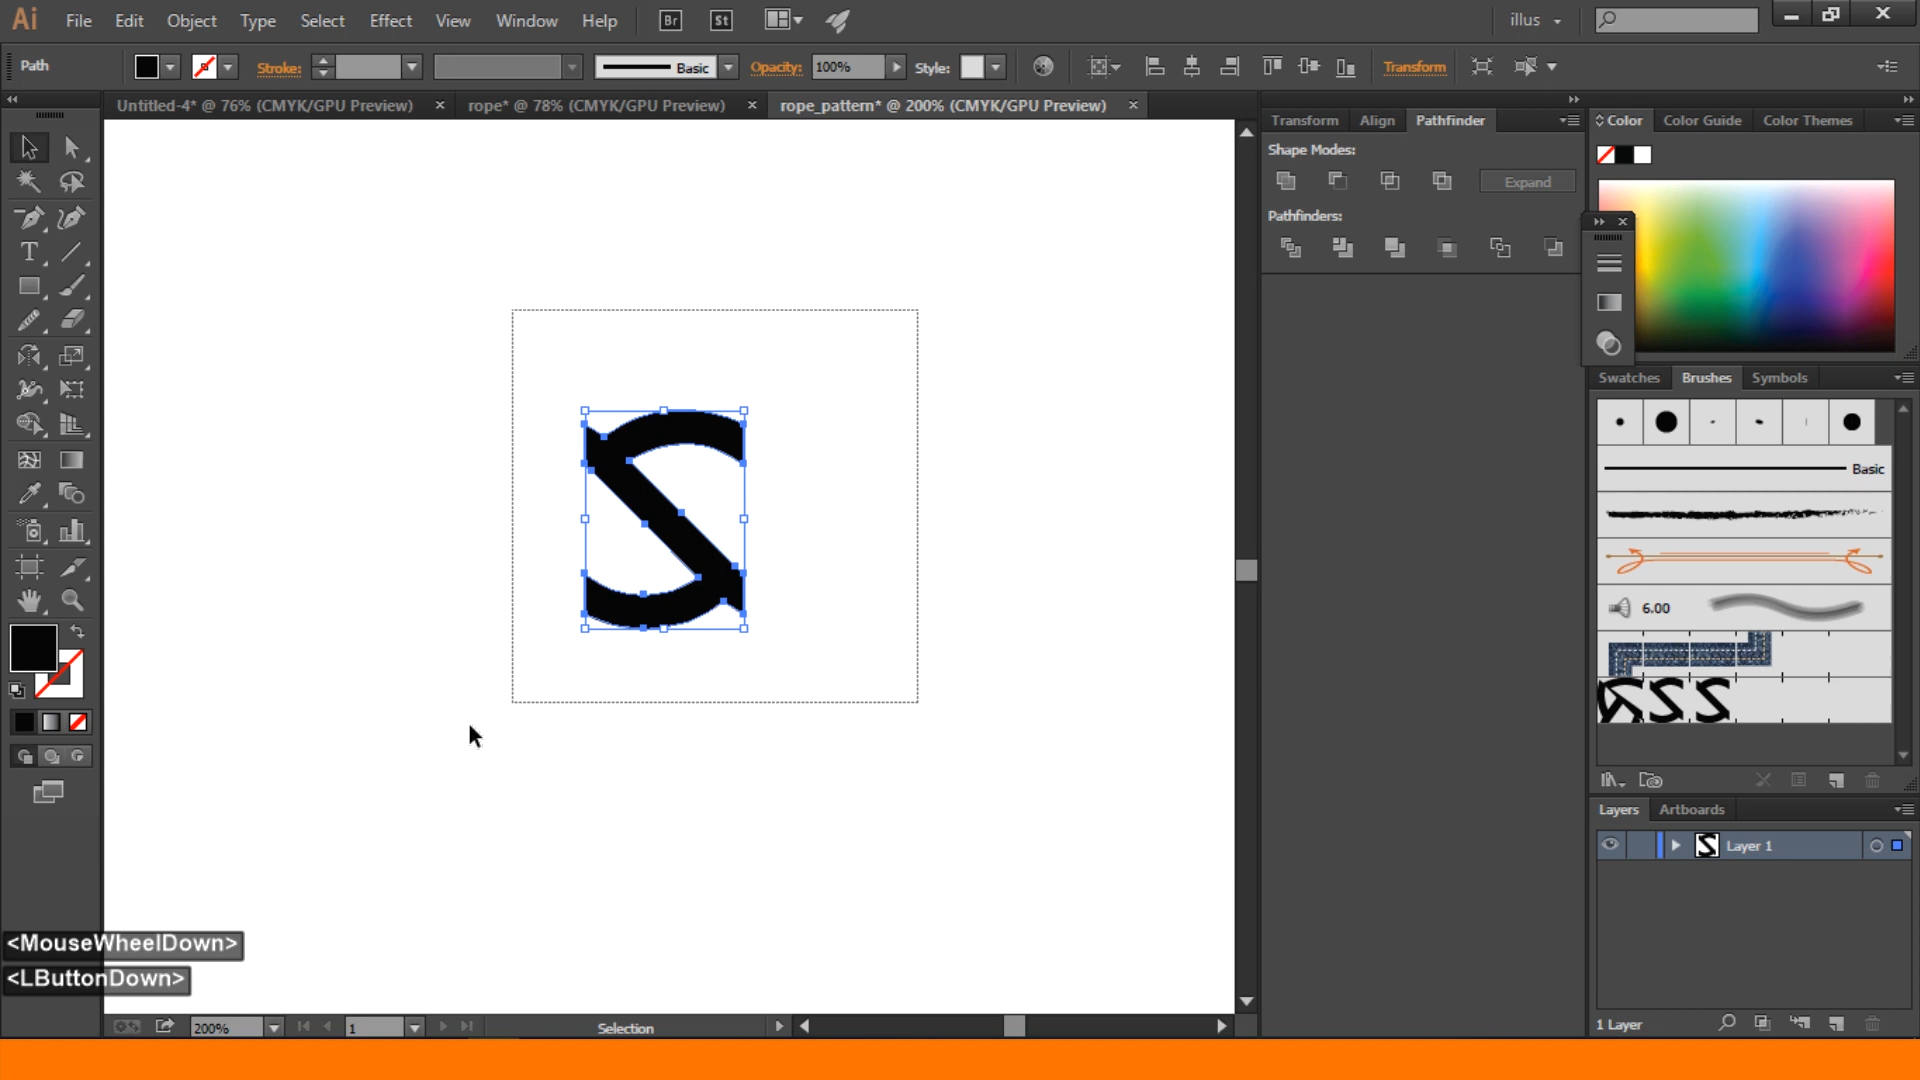 Ai File Edit Object Type Select Effect View Window Help Br St illus
Path Stroke: Basic Opacity: 100% Style: Transform
Untitled-4* @ 76% (CMYK/GPU Preview) × rope* @ 78% (CMYK/GPU Preview) × rope_pattern* @ 200% (CMYK/GPU Preview) ×
Transform Align Pathfinder
Color Color Guide Color Themes
Shape Modes:
Expand
Pathfinders:
Swatches Brushes Symbols
Basic
6.00
Layers Artboards
Layer 1
<MouseWheelDown>
<LButtonDown>
200% 1 Selection
1 Layer